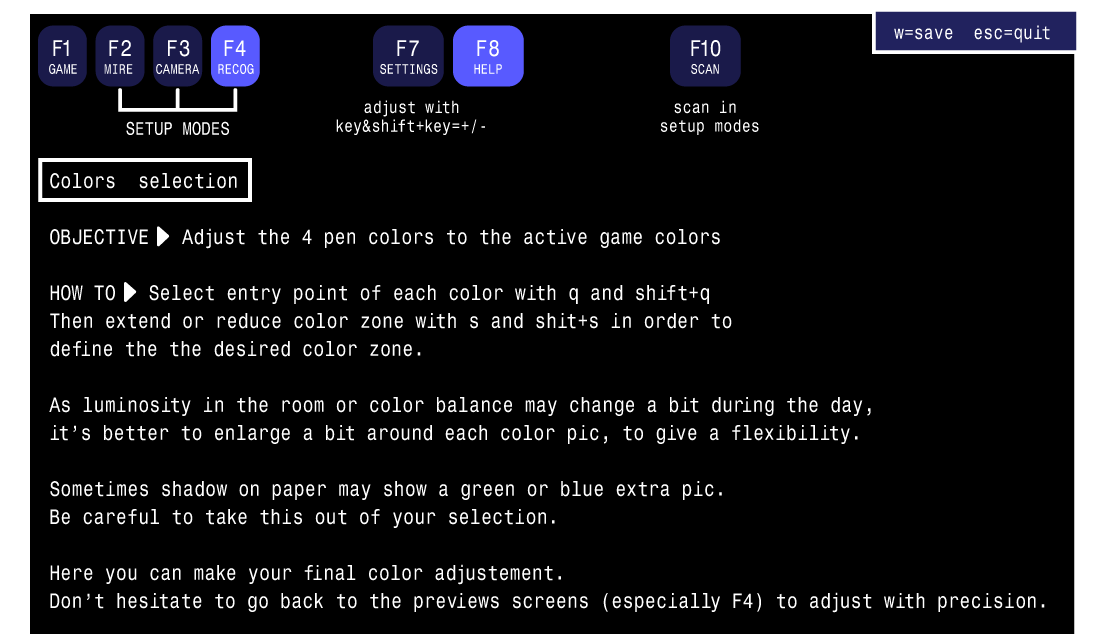 F1 F2 F3 F4 F7 F8 F10 w=save esc=quit
GAME MIRE CAMERA RECOG SETTINGS HELP SCAN
adjust with scan in
SETUP MODES key&shift+key=+/- setup modes
Colors selection
OBJECTIVE Adjust the 4 pen colors to the active game colors
HOW TO Select entry point of each color with q and shift+q
Then extend or reduce color zone with s and shit+s in order to
define the the desired color zone.
As luminosity in the room or color balance may change a bit during the day,
it's better to enlarge a bit around each color pic, to give a flexibility.
Sometimes shadow on paper may show a green or blue extra pic.
Be careful to take this out of your selection.
Here you can make your final color adjustement.
Don't hesitate to go back to the previews screens (especially F4) to adjust with precision.